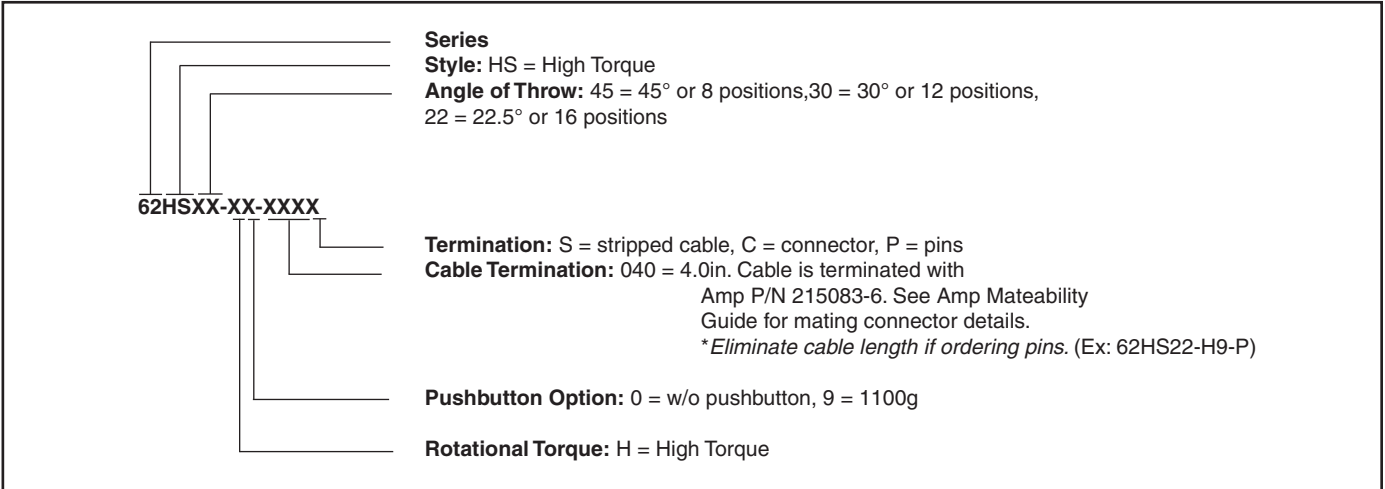 Series
Style: HS = High Torque
Angle of Throw: 45 = 45° or 8 positions,30 = 30° or 12 positions,
22 = 22.5° or 16 positions
62HSXX-XX-XXXX
Termination: S = stripped cable, C = connector, P = pins
Cable Termination: 040 = 4.0in. Cable is terminated with
Amp P/N 215083-6. See Amp Mateability
Guide for mating connector details.
*Eliminate cable length if ordering pins. (Ex: 62HS22-H9-P)
Pushbutton Option: 0 = w/o pushbutton, 9 = 1100g
Rotational Torque: H = High Torque